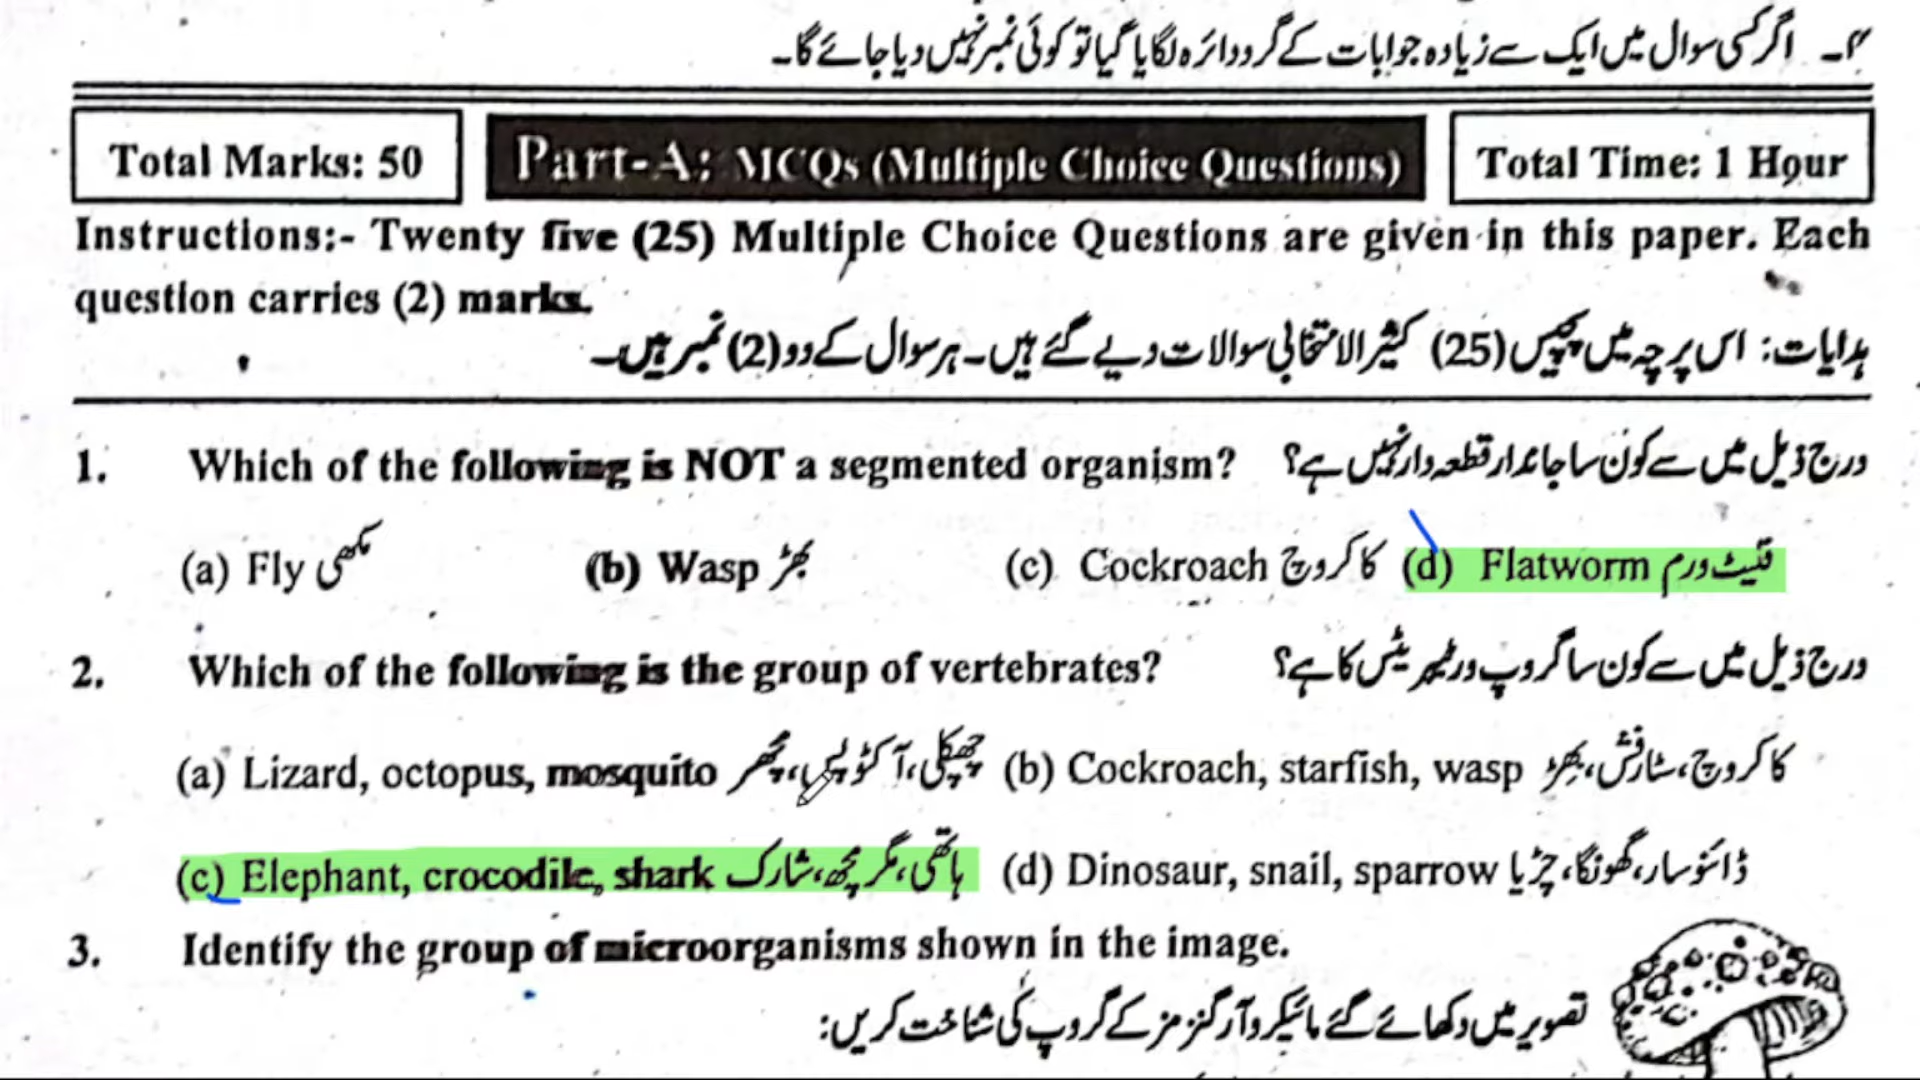 ۴۔ اگر کسی سوال میں ایک سے زیادہ جوابات کے گرد دائرہ لگایا گیا تو کوئی نمبر نہیں دیا جائے گا۔
Total Marks: 50 Part-A: MCQs (Multiple Choice Questions) Total Time: 1 Hour
Instructions:- Twenty five (25) Multiple Choice Questions are given in this paper. Each
question carries (2) marks.
ہدایات: اس پرچہ میں پچیس (25) کثیر الانتخابی سوالات دیے گئے ہیں۔ ہر سوال کے دو (2) نمبر ہیں۔
1. Which of the following is NOT a segmented organism? درج ذیل میں سے کون سا جاندار قطعہ دار نہیں ہے؟
(a) Fly مکھی (b) Wasp بھڑ (c) Cockroach کاکروچ (d) Flatworm فلیٹ ورم
2. Which of the following is the group of vertebrates? درج ذیل میں سے کون سا گروپ ورٹیبریٹس کا ہے؟
(a) Lizard, octopus, mosquito چھپکلی، آکٹوپس، مچھر (b) Cockroach, starfish, wasp کاکروچ، سٹارفش، بھڑ
(c) Elephant, crocodile, shark ہاتھی، مگرمچھ، شارک (d) Dinosaur, snail, sparrow ڈائنوسار، گھونگا، چڑیا
3. Identify the group of microorganisms shown in the image.
تصویر میں دکھائے گئے مائیکروآرگنزمز کے گروپ کی شناخت کریں: